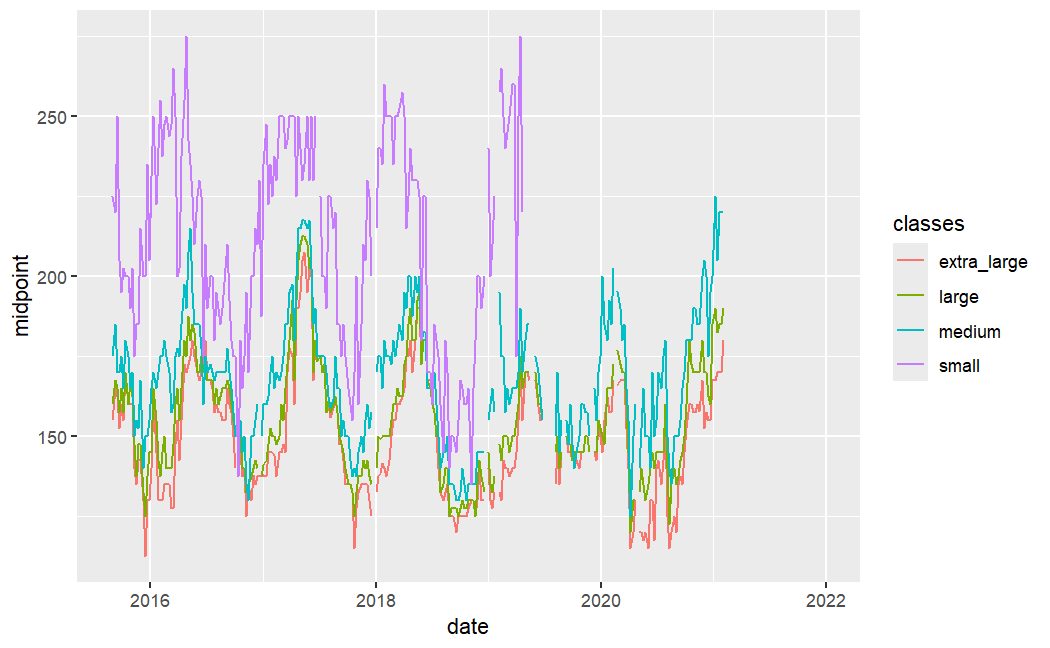 250
200
150
midpoint
2016
2018
2020
2022
date
classes
extra_large
large
medium
small